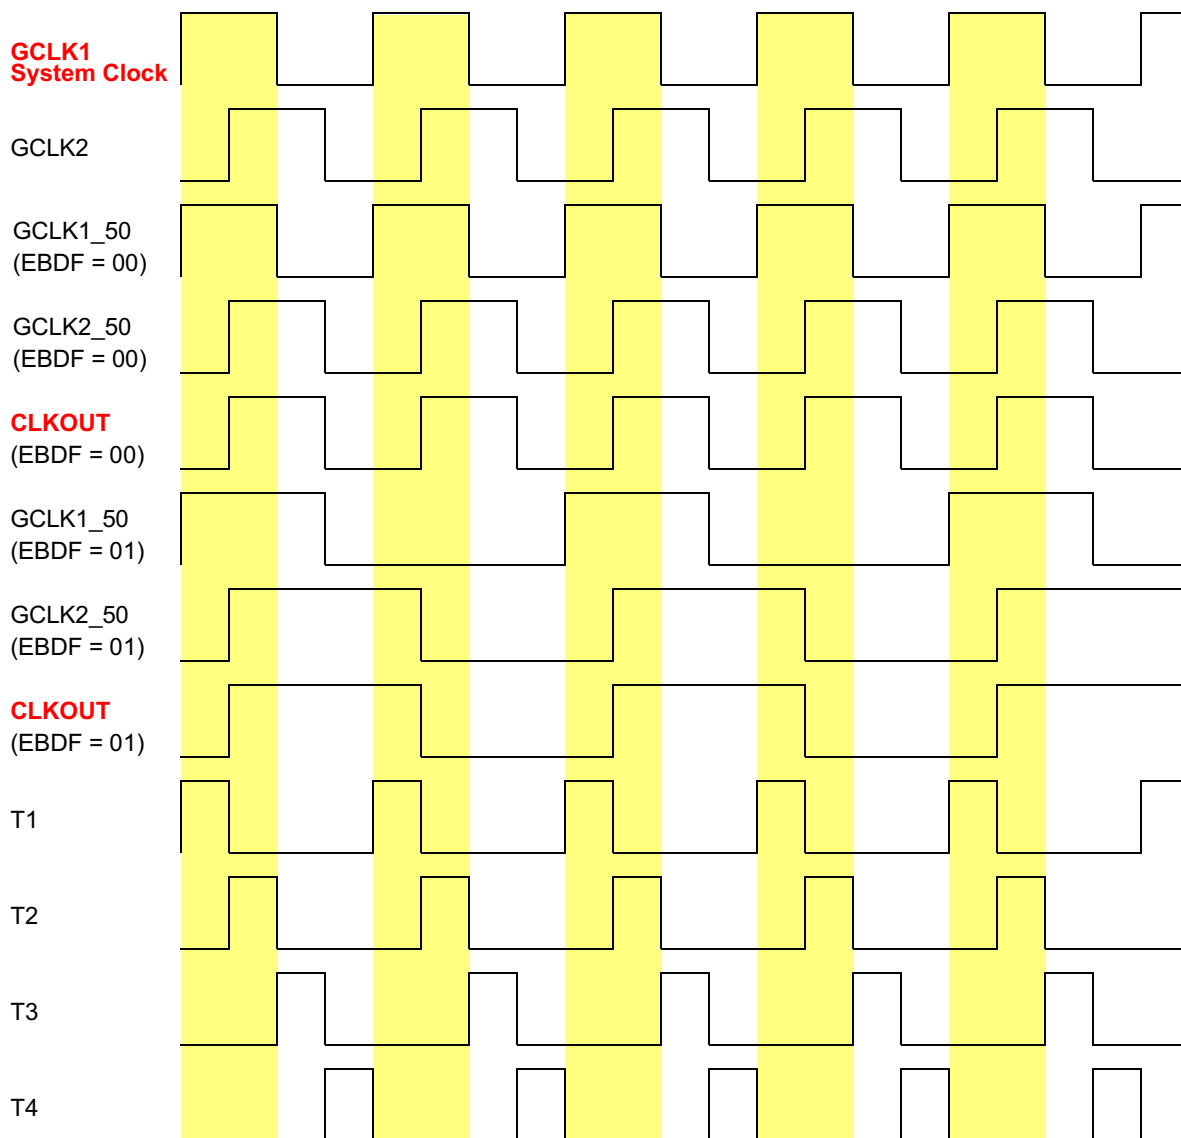 GCLK1
System Clock
GCLK2
GCLK1_50
(EBDF = 00)
GCLK2_50
(EBDF = 00)
CLKOUT
(EBDF = 00)
GCLK1_50
(EBDF = 01)
GCLK2_50
(EBDF = 01)
CLKOUT
(EBDF = 01)
T1
T2
T3
T4